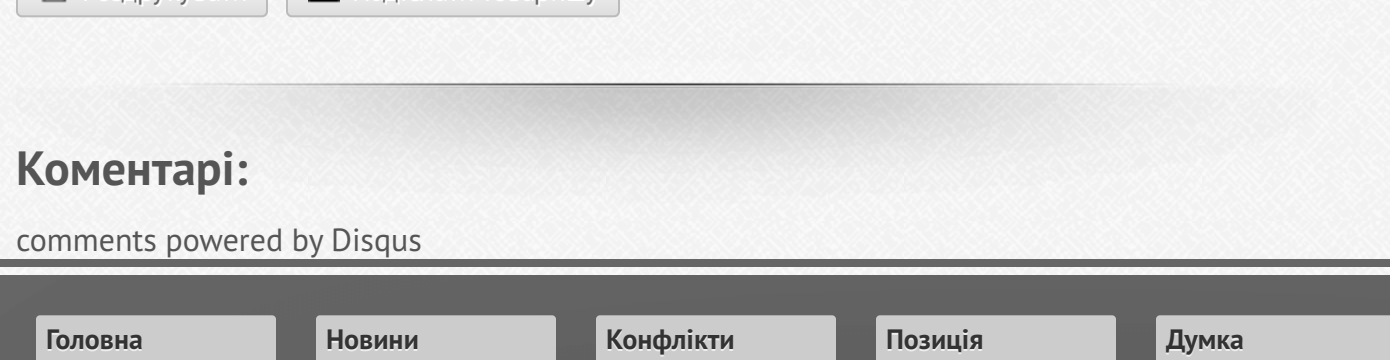 Коментарі:
comments powered by Disqus
Головна Новини Конфлікти Позиція Думка